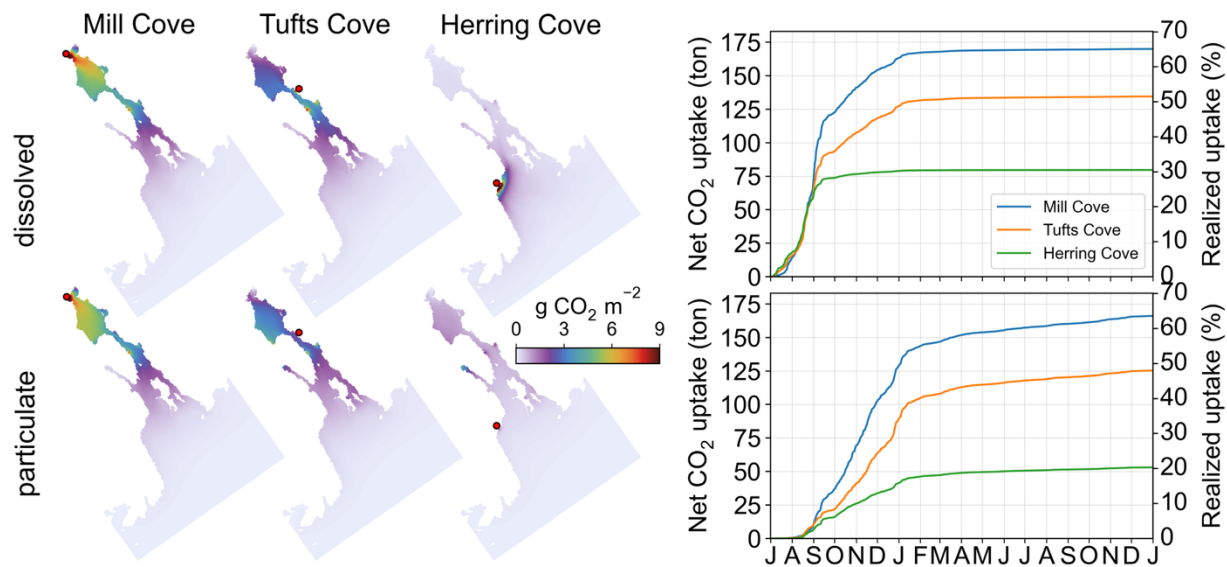 Mill Cove Tufts Cove Herring Cove
dissolved
particulate
g CO₂ m⁻²
0 3 6 9
Net CO₂ uptake (ton)
175
150
125
100
75
50
25
0
Realized uptake (%)
70
60
50
40
30
20
10
0
Mill Cove
Tufts Cove
Herring Cove
Net CO₂ uptake (ton)
175
150
125
100
75
50
25
0
Realized uptake (%)
70
60
50
40
30
20
10
0
J A S O N D J F M A M J J A S O N D J